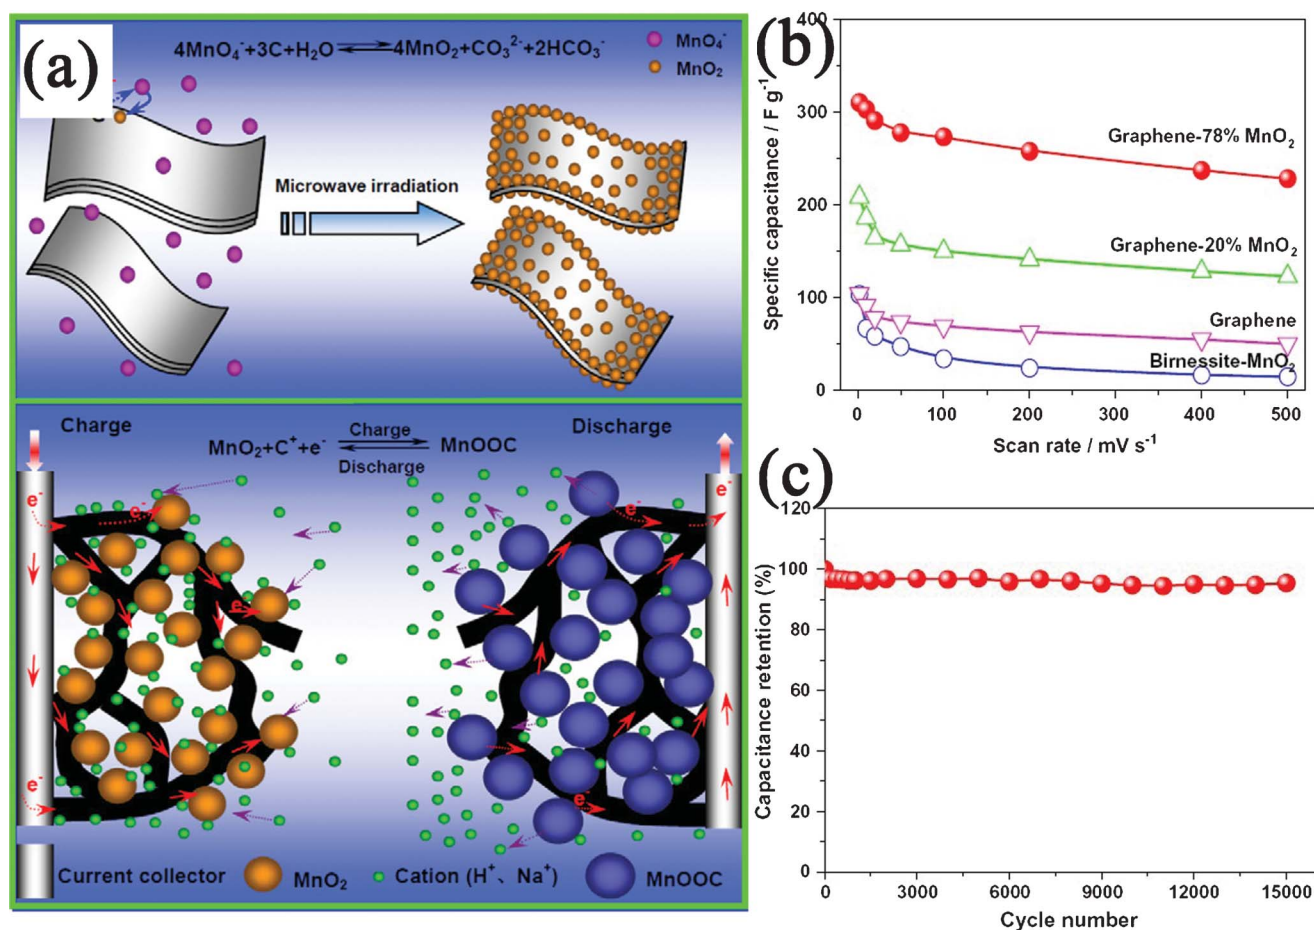 (a)
4MnO₄⁻+3C+H₂O ⇌ 4MnO₂+CO₃²⁻+2HCO₃⁻
MnO₄⁻
MnO₂
Microwave irradiation
Charge
Discharge
MnO₂+C⁺+e⁻
Charge
Discharge
MnOOC
e⁻
e⁻
e⁻
e⁻
e⁻
e⁻
e⁻
e
Current collector
MnO₂
Cation (H⁺、Na⁺)
MnOOC
(b)
Specific capacitance / F g⁻¹
400
300
200
100
0
Graphene-78% MnO₂
Graphene-20% MnO₂
Graphene
Birnessite-MnO₂
0 100 200 300 400 500
Scan rate / mV s⁻¹
(c)
Capacitance retention (%)
120
100
80
60
40
20
0
0 3000 6000 9000 12000 15000
Cycle number